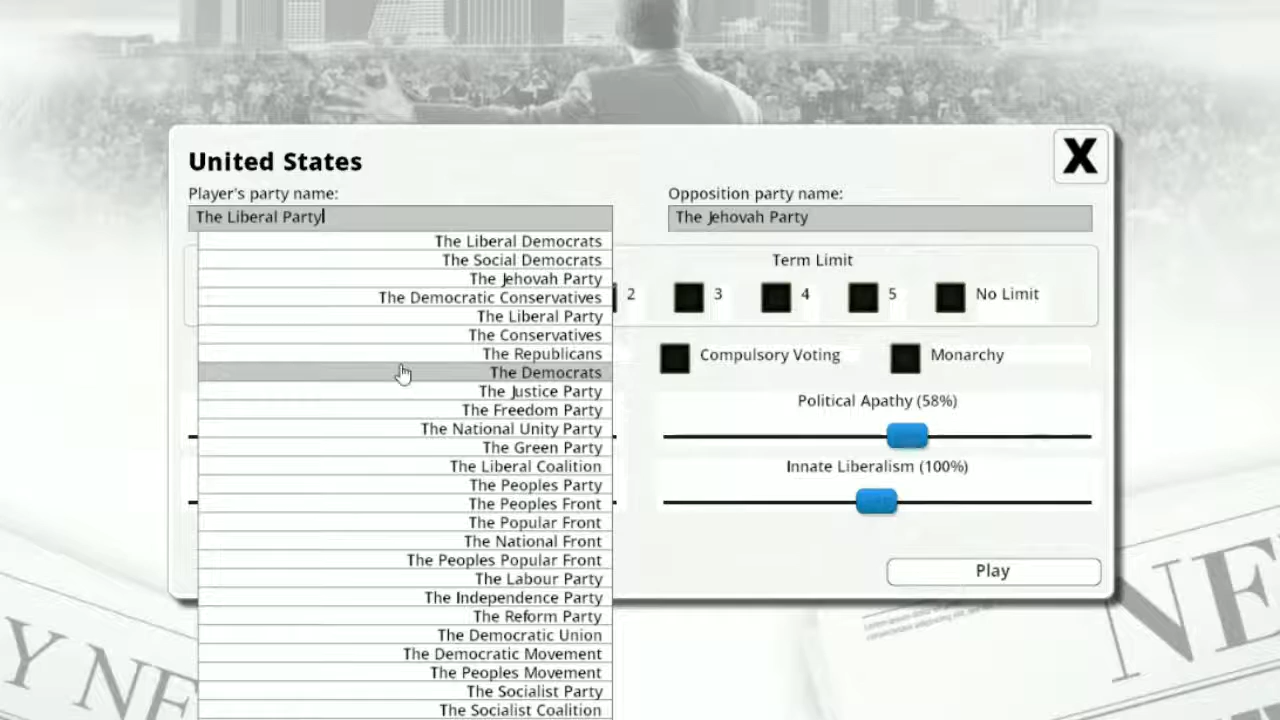 United States
X
Player's party name:
Opposition party name:
The Liberal Party
The Jehovah Party
The Liberal Democrats
The Social Democrats
The Jehovah Party
The Democratic Conservatives
The Liberal Party
The Conservatives
The Republicans
The Democrats
The Justice Party
The Freedom Party
The National Unity Party
The Green Party
The Liberal Coalition
The Peoples Party
The Peoples Front
The Popular Front
The National Front
The Peoples Popular Front
The Labour Party
The Independence Party
The Reform Party
The Democratic Union
The Democratic Movement
The Peoples Movement
The Socialist Party
The Socialist Coalition
Term Limit
2
3
4
5
No Limit
Compulsory Voting
Monarchy
Political Apathy (58%)
Innate Liberalism (100%)
Play
Y NE
NE